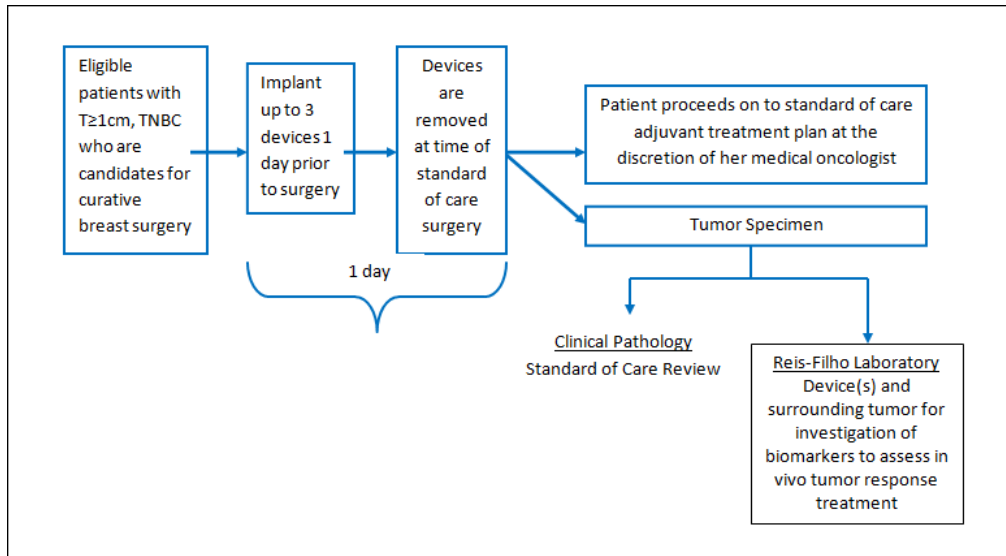 Eligible
patients with
T≥1cm, TNBC
who are
candidates for
curative
breast surgery
Implant
up to 3
devices 1
day prior
to surgery
Devices
are
removed
at time of
standard
of care
surgery
Patient proceeds on to standard of care
adjuvant treatment plan at the
discretion of her medical oncologist
Tumor Specimen
1 day
Clinical Pathology
Standard of Care Review
Reis-Filho Laboratory
Device(s) and
surrounding tumor for
investigation of
biomarkers to assess in
vivo tumor response
treatment